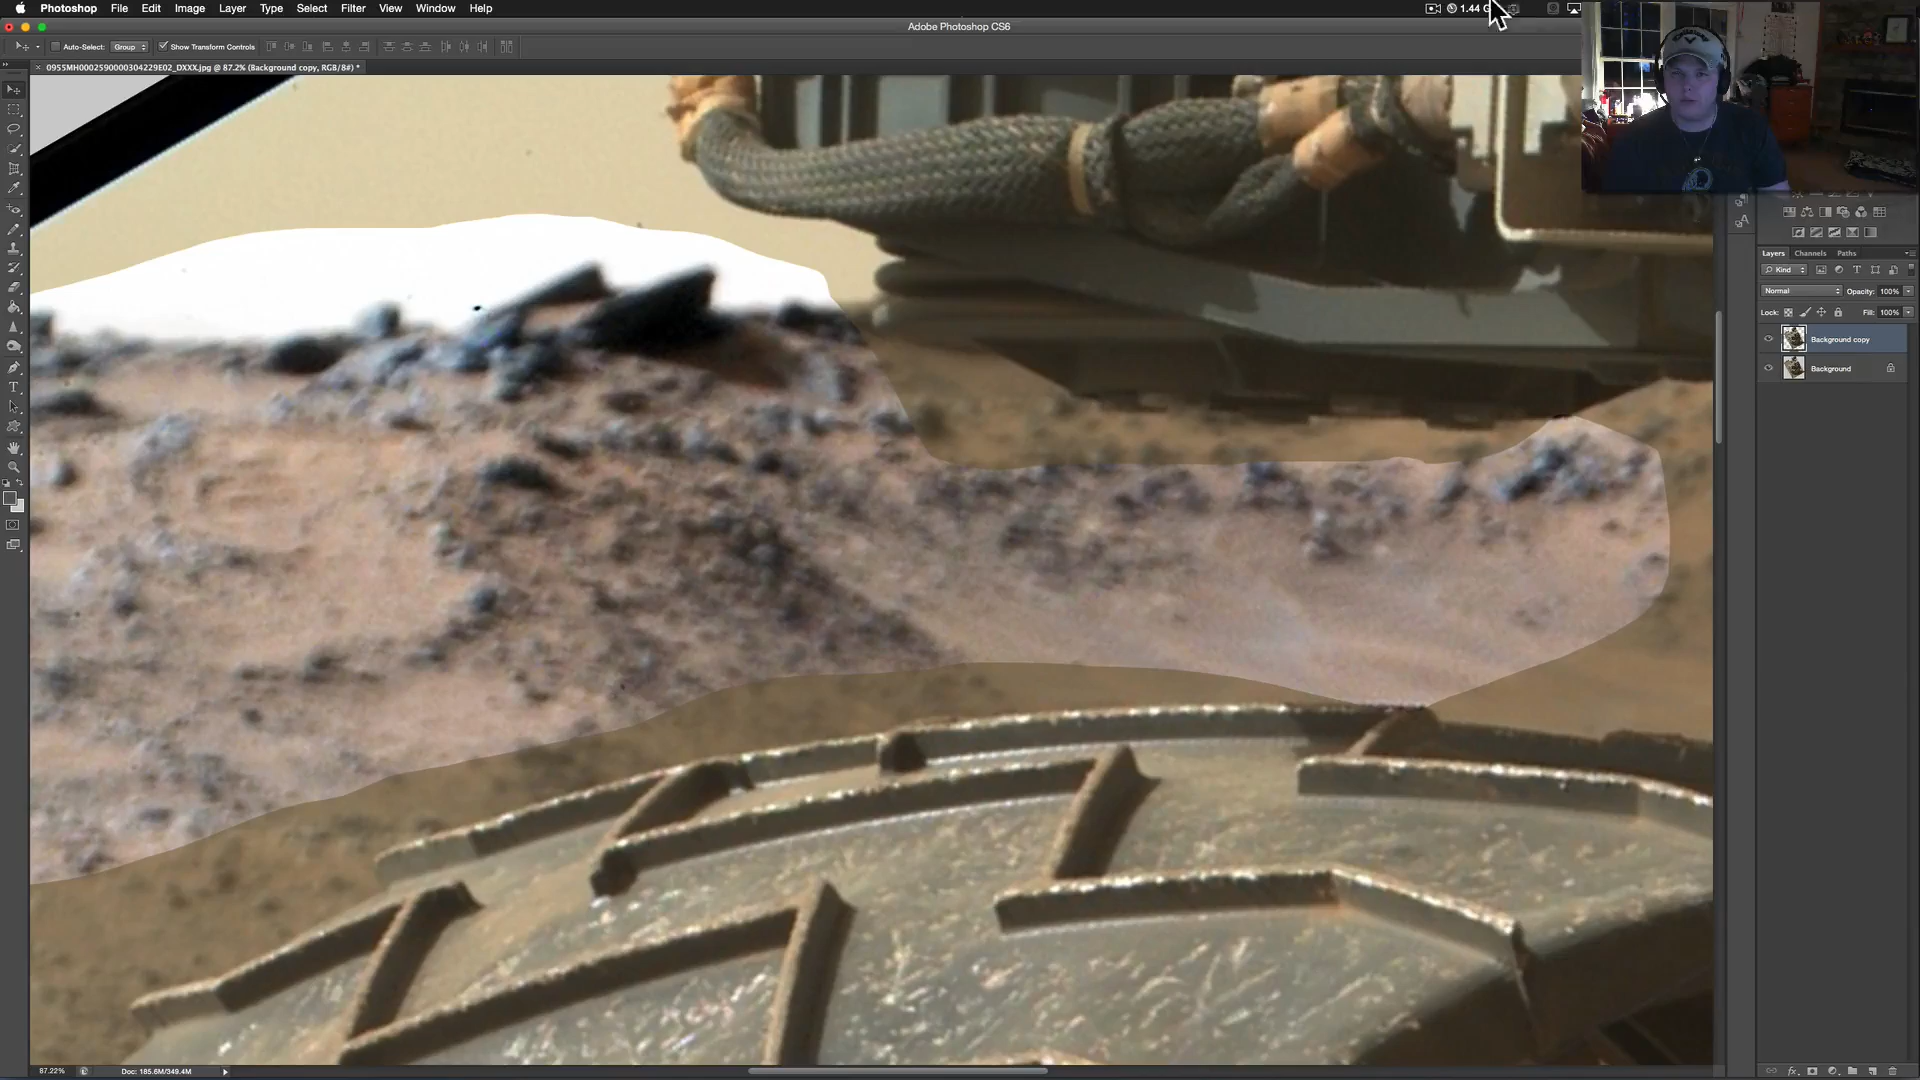 Photoshop File Edit Image Layer Type Select Filter View Window Help 1.44 G
Adobe Photoshop CS6
Auto-Select: Group Show Transform Controls
0955MH0002590000304229E02_DXXX.jpg @ 87.2% (Background copy, RGB/8#) *
Layers Channels Paths
Kind
Normal Opacity: 100%
Lock: Fill: 100%
Background copy
Background
87.22% Doc: 185.6M/349.4M